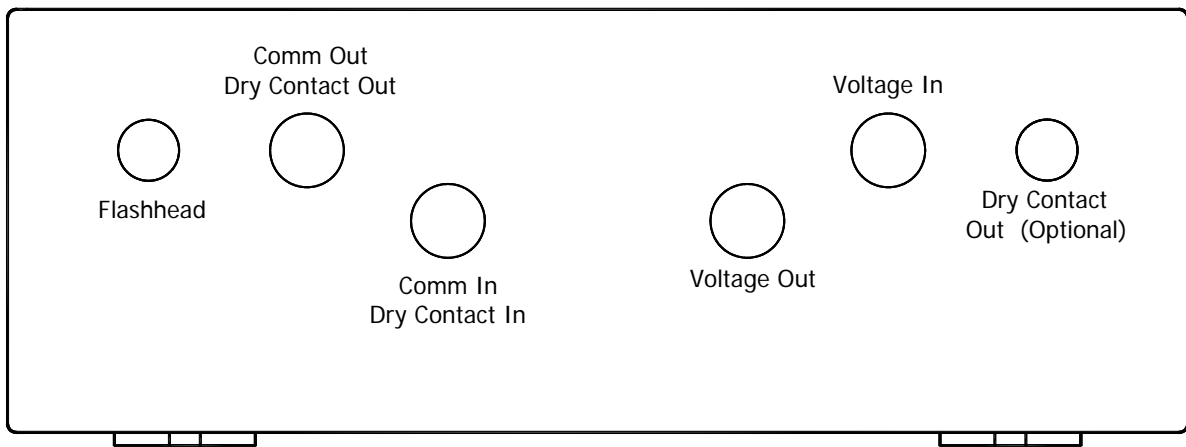 Comm Out
Dry Contact Out
Voltage In
Flashhead
Dry Contact
Out (Optional)
Comm In
Dry Contact In
Voltage Out